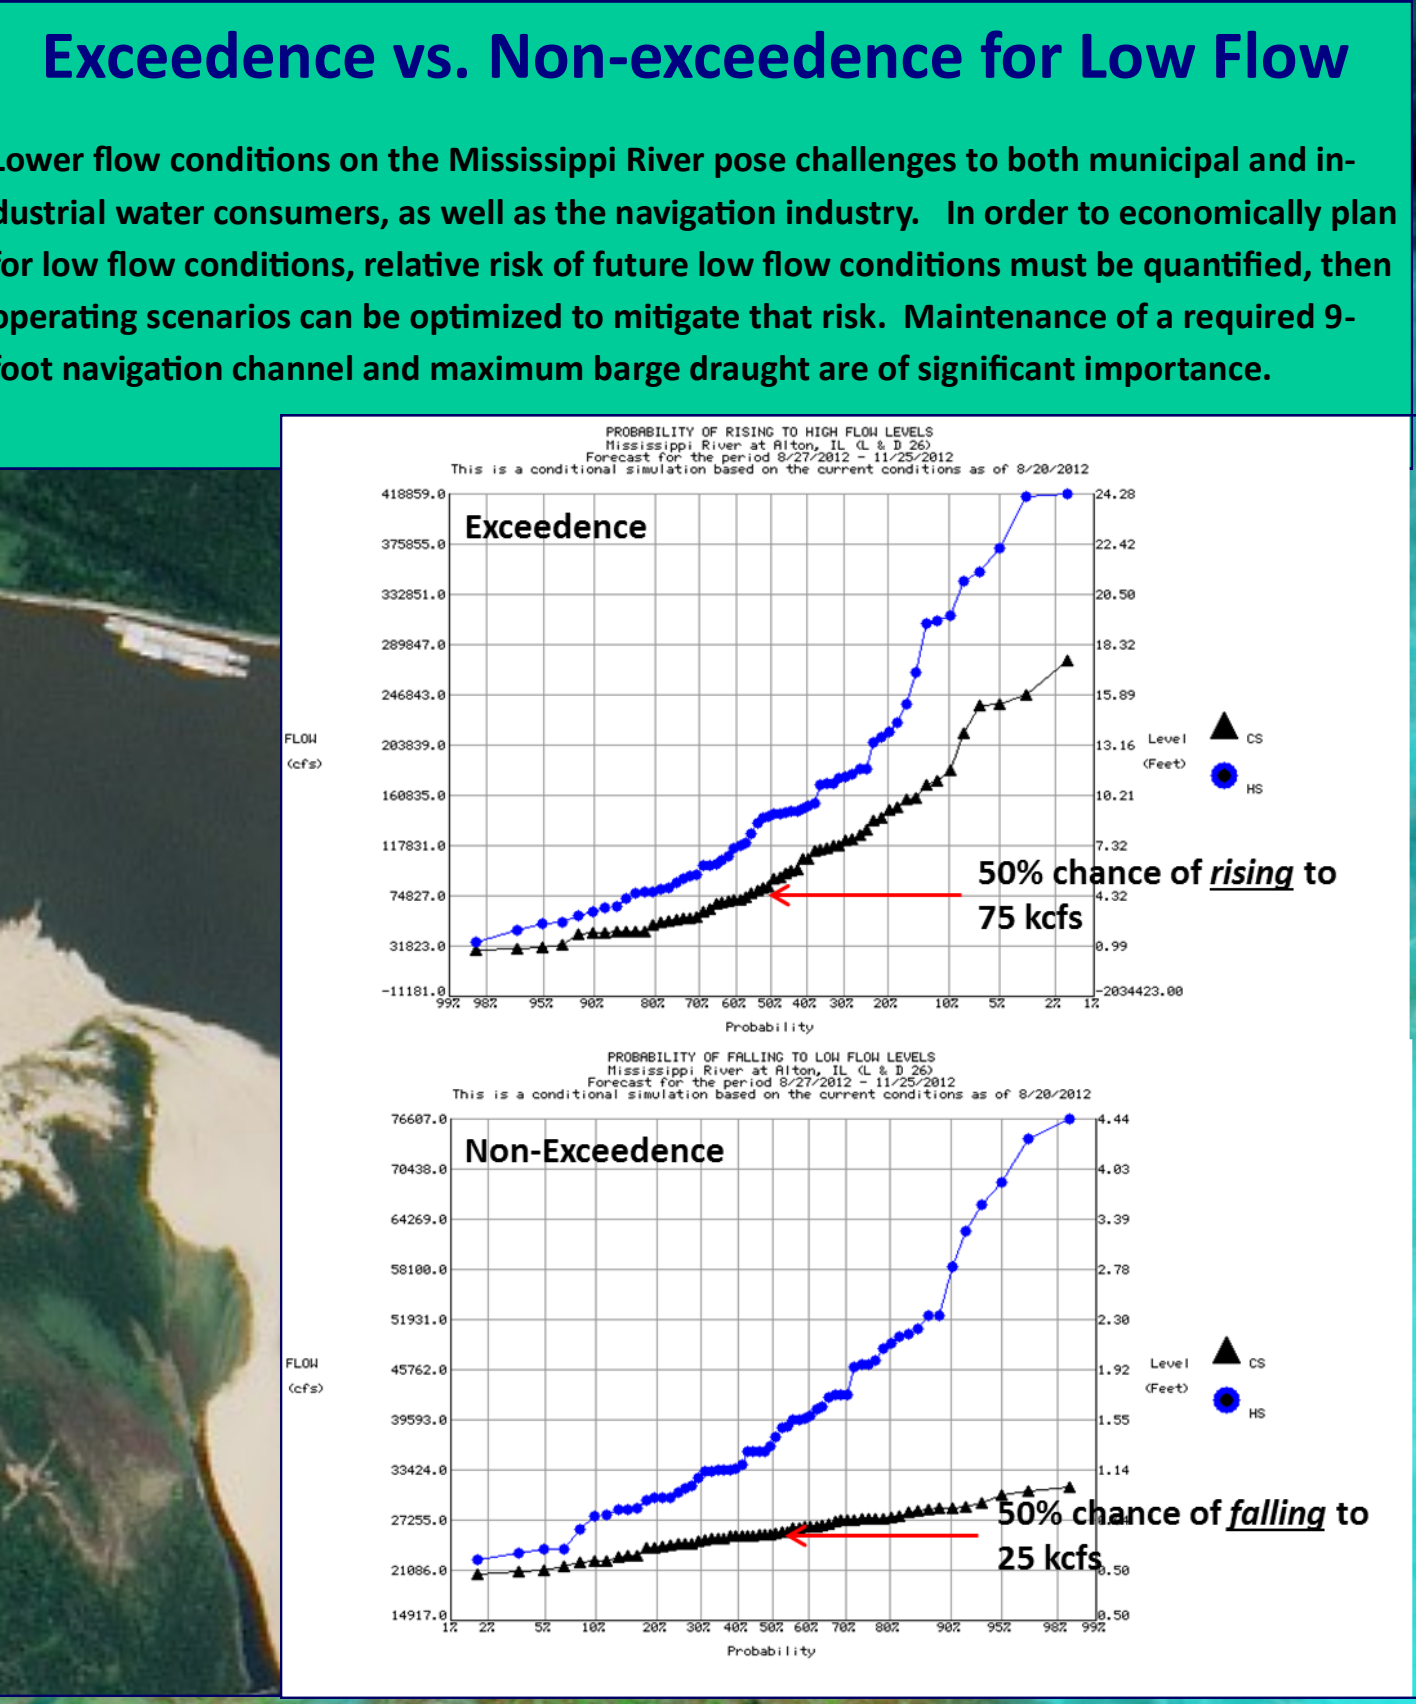 Exceedence vs. Non-exceedence for Low Flow
Lower flow conditions on the Mississippi River pose challenges to both municipal and in-
dustrial water consumers, as well as the navigation industry. In order to economically plan
for low flow conditions, relative risk of future low flow conditions must be quantified, then
operating scenarios can be optimized to mitigate that risk. Maintenance of a required 9-
foot navigation channel and maximum barge draught are of significant importance.
PROBABILITY OF RISING TO HIGH FLOW LEVELS
Mississippi River at Alton, IL (L & D 26)
Forecast for the period 8/27/2012 - 11/25/2012
This is a conditional simulation based on the current conditions as of 8/20/2012
Exceedence
418859.0 24.28
375855.0 22.42
332851.0 20.50
289847.0 18.32
246843.0 15.89
203839.0 13.16
160835.0 10.21
117831.0 7.32
74827.0 4.32
31823.0 0.99
-11181.0 -2034423.00
FLOW
(cfs)
Level
(Feet)
CS
HS
50% chance of rising to
75 kcfs
99% 98% 95% 90% 80% 70% 60% 50% 40% 30% 20% 10% 5% 2% 1%
Probability
PROBABILITY OF FALLING TO LOW FLOW LEVELS
Mississippi River at Alton, IL (L & D 26)
Forecast for the period 8/27/2012 - 11/25/2012
This is a conditional simulation based on the current conditions as of 8/20/2012
Non-Exceedence
76607.0 4.44
70438.0 4.03
64269.0 3.39
58100.0 2.78
51931.0 2.30
45762.0 1.92
39593.0 1.55
33424.0 1.14
27255.0
21086.0 0.50
14917.0 0.50
FLOW
(cfs)
Level
(Feet)
CS
HS
50% chance of falling to
25 kcfs
1% 2% 5% 10% 20% 30% 40% 50% 60% 70% 80% 90% 95% 98% 99%
Probability